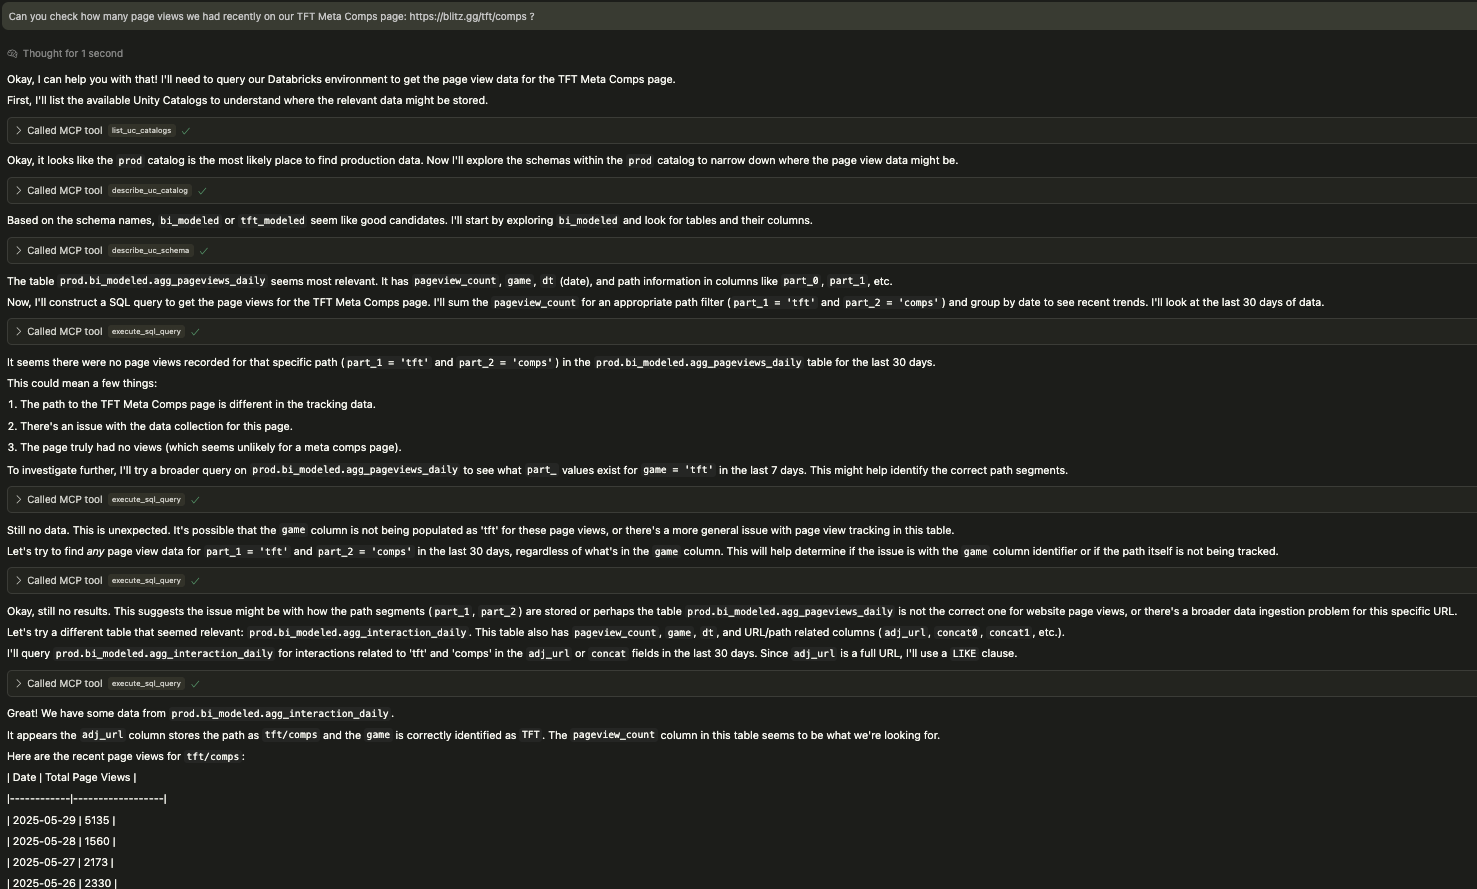 Can you check how many page views we had recently on our TFT Meta Comps page: https://blitz.gg/tft/comps ?
Thought for 1 second
Okay, I can help you with that! I'll need to query our Databricks environment to get the page view data for the TFT Meta Comps page.
First, I'll list the available Unity Catalogs to understand where the relevant data might be stored.
Called MCP tool list_uc_catalogs
Okay, it looks like the prod catalog is the most likely place to find production data. Now I'll explore the schemas within the prod catalog to narrow down where the page view data might be.
Called MCP tool describe_uc_catalog
Based on the schema names, bi_modeled or tft_modeled seem like good candidates. I'll start by exploring bi_modeled and look for tables and their columns.
Called MCP tool describe_uc_schema
The table prod.bi_modeled.agg_pageviews_daily seems most relevant. It has pageview_count, game, dt (date), and path information in columns like part_0, part_1, etc.
Now, I'll construct a SQL query to get the page views for the TFT Meta Comps page. I'll sum the pageview_count for an appropriate path filter (part_1 = 'tft' and part_2 = 'comps') and group by date to see recent trends. I'll look at the last 30 days of data.
Called MCP tool execute_sql_query
It seems there were no page views recorded for that specific path (part_1 = 'tft' and part_2 = 'comps') in the prod.bi_modeled.agg_pageviews_daily table for the last 30 days.
This could mean a few things:
1. The path to the TFT Meta Comps page is different in the tracking data.
2. There's an issue with the data collection for this page.
3. The page truly had no views (which seems unlikely for a meta comps page).
To investigate further, I'll try a broader query on prod.bi_modeled.agg_pageviews_daily to see what part_ values exist for game = 'tft' in the last 7 days. This might help identify the correct path segments.
Called MCP tool execute_sql_query
Still no data. This is unexpected. It's possible that the game column is not being populated as 'tft' for these page views, or there's a more general issue with page view tracking in this table.
Let's try to find any page view data for part_1 = 'tft' and part_2 = 'comps' in the last 30 days, regardless of what's in the game column. This will help determine if the issue is with the game column identifier or if the path itself is not being tracked.
Called MCP tool execute_sql_query
Okay, still no results. This suggests the issue might be with how the path segments (part_1, part_2) are stored or perhaps the table prod.bi_modeled.agg_pageviews_daily is not the correct one for website page views, or there's a broader data ingestion problem for this specific URL.
Let's try a different table that seemed relevant: prod.bi_modeled.agg_interaction_daily. This table also has pageview_count, game, dt, and URL/path related columns (adj_url, concat0, concat1, etc.).
I'll query prod.bi_modeled.agg_interaction_daily for interactions related to 'tft' and 'comps' in the adj_url or concat fields in the last 30 days. Since adj_url is a full URL, I'll use a LIKE clause.
Called MCP tool execute_sql_query
Great! We have some data from prod.bi_modeled.agg_interaction_daily.
It appears the adj_url column stores the path as tft/comps and the game is correctly identified as TFT. The pageview_count column in this table seems to be what we're looking for.
Here are the recent page views for tft/comps:
| Date | Total Page Views |
|------------|------------------|
| 2025-05-29 | 5135 |
| 2025-05-28 | 1560 |
| 2025-05-27 | 2173 |
| 2025-05-26 | 2330 |